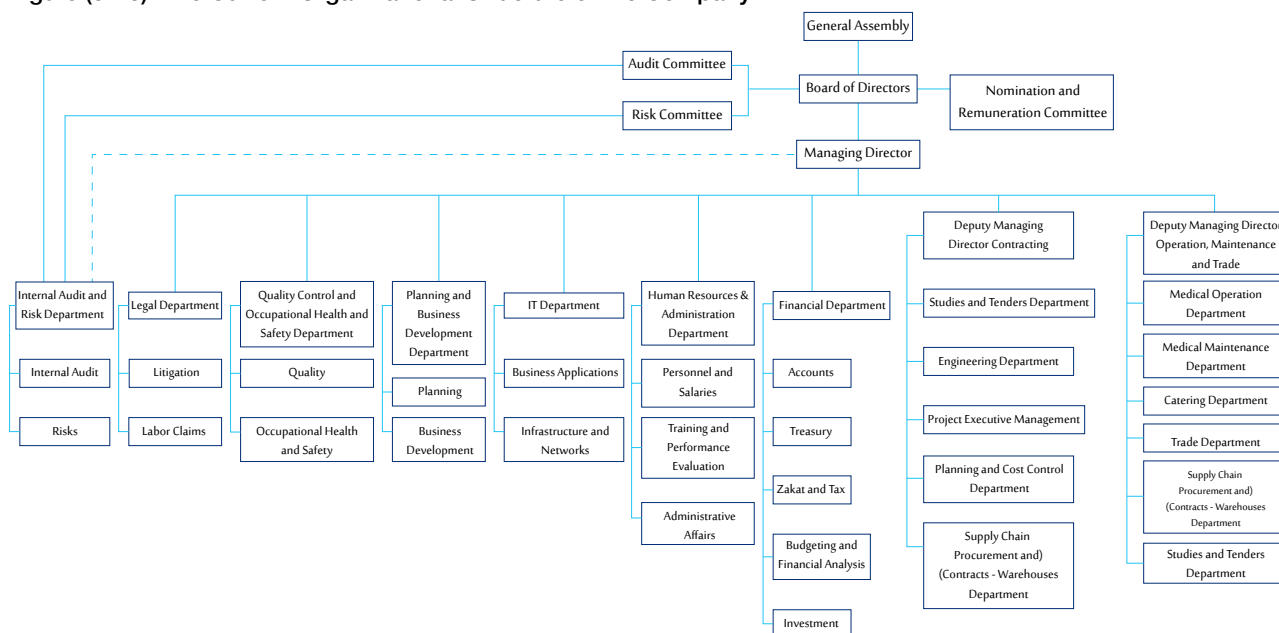 General Assembly
Audit Committee
Board of Directors
Nomination and
Remuneration Committee
Risk Committee
Managing Director
Internal Audit and
Risk Department
Internal Audit
Risks
Legal Department
Litigation
Labor Claims
Quality Control and
Occupational Health and
Safety Department
Quality
Occupational Health
and Safety
Planning and
Business
Development
Department
Planning
Business
Development
IT Department
Business Applications
Infrastructure and
Networks
Human Resources &
Administration
Department
Personnel and
Salaries
Training and
Performance
Evaluation
Administrative
Affairs
Financial Department
Accounts
Treasury
Zakat and Tax
Budgeting and
Financial Analysis
Investment
Deputy Managing
Director Contracting
Studies and Tenders Department
Engineering Department
Project Executive Management
Planning and Cost Control
Department
Supply Chain
Procurement and)
(Contracts - Warehouses
Department
Deputy Managing Director
Operation, Maintenance
and Trade
Medical Operation
Department
Medical Maintenance
Department
Catering Department
Trade Department
Supply Chain
Procurement and)
(Contracts - Warehouses
Department
Studies and Tenders
Department